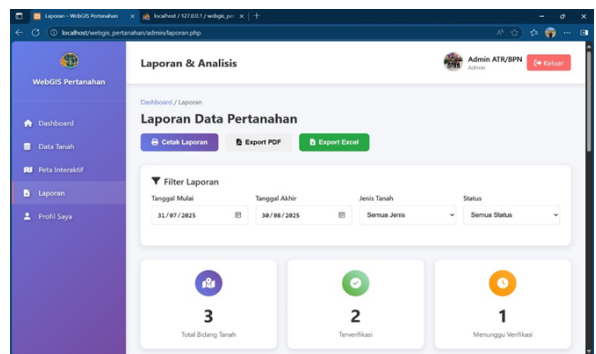 Laporan - WebGIS Pertanahan
localhost / 127.0.0.1 / webgis_per
localhost/webgis_pertanahan/admin/laporan.php
WebGIS Pertanahan
Dashboard
Data Tanah
Peta Interaktif
Laporan
Profil Saya
Laporan & Analisis
Admin ATR/BPN
Admin
Keluar
Dashboard / Laporan
Laporan Data Pertanahan
Cetak Laporan
Export PDF
Export Excel
Filter Laporan
Tanggal Mulai
Tanggal Akhir
Jenis Tanah
Status
31/07/2025
30/08/2025
Semua Jenis
Semua Status
3
Total Bidang Tanah
2
Terverifikasi
1
Menunggu Verifikasi